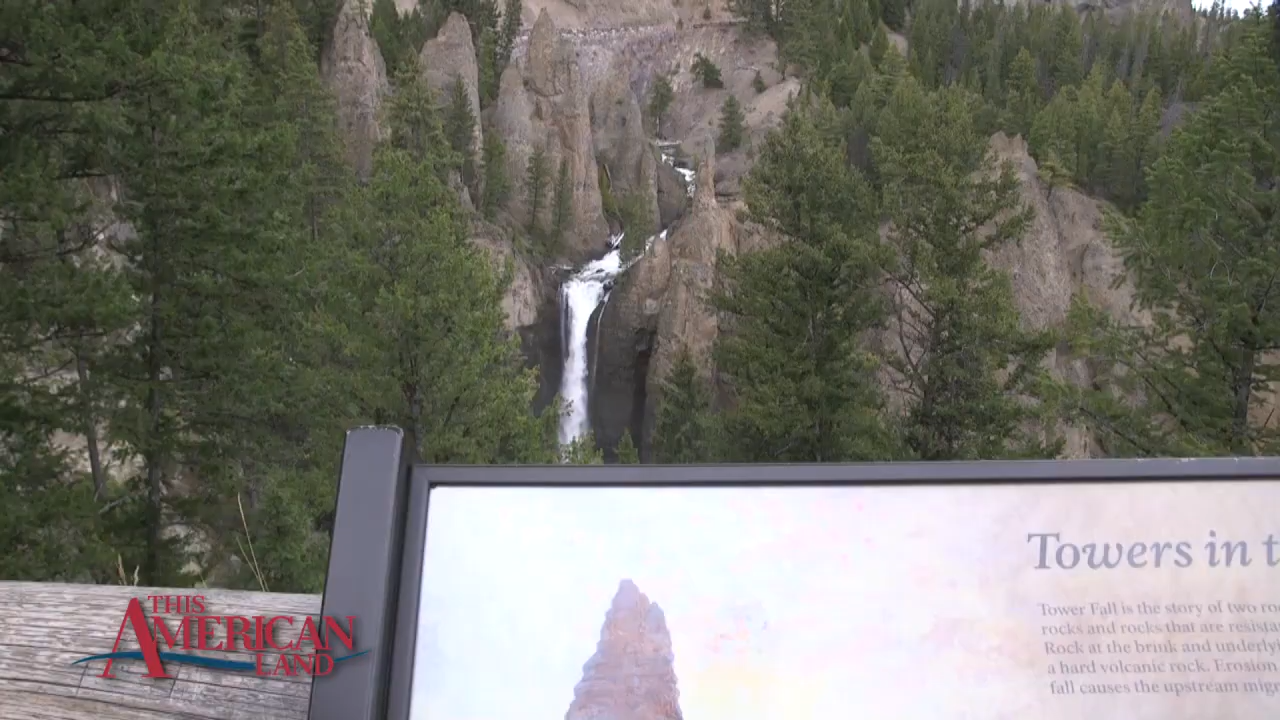 Towers in t
Tower Fall is the story of two ro
rocks and rocks that are resista
Rock at the brink and underlyi
a hard volcanic rock. Erosion
fall causes the upstream migr
THIS
AMERICAN
LAND